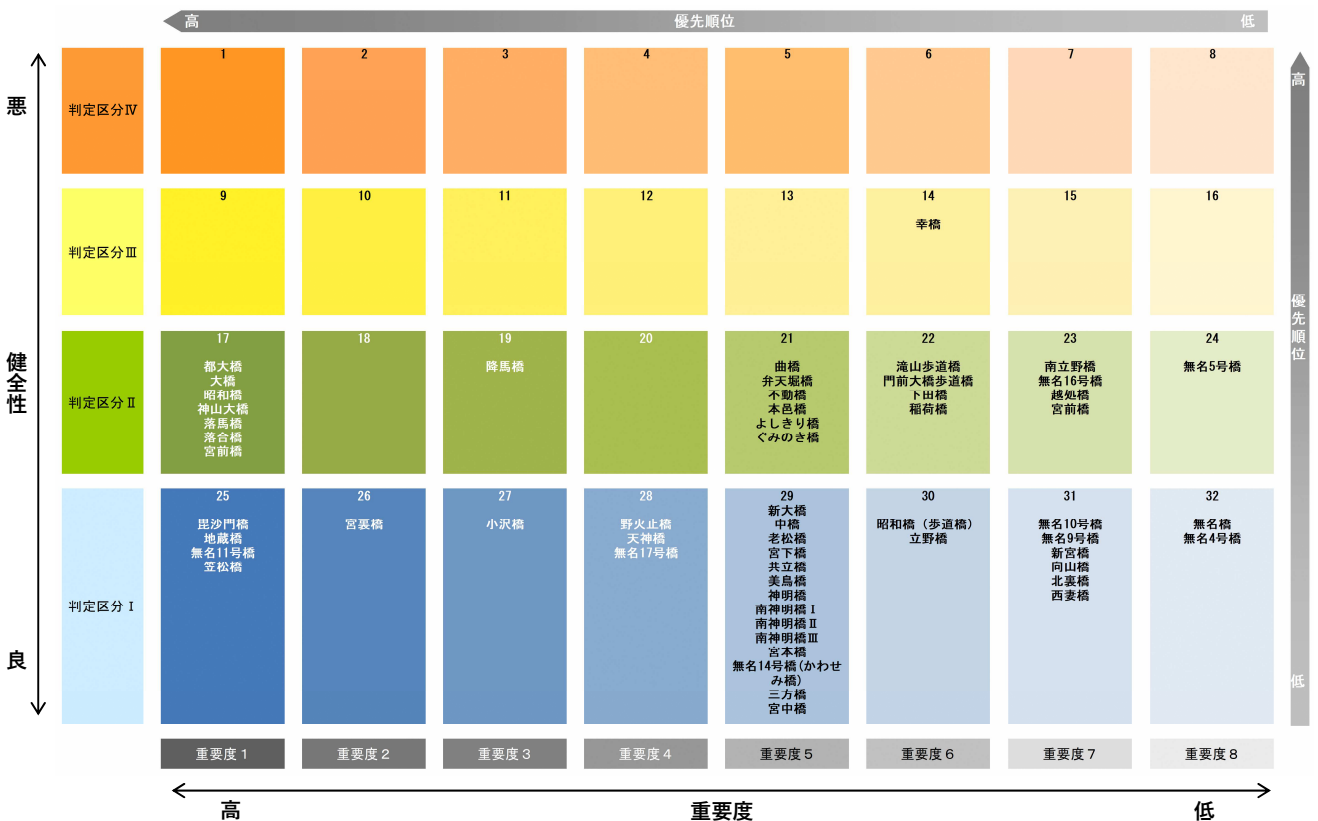 高
優先順位
低
悪
健全性
良
判定区分Ⅳ
1
2
3
4
5
6
7
8
判定区分Ⅲ
9
10
11
12
13
14
幸橋
15
16
判定区分Ⅱ
17
都大橋
大橋
昭和橋
神山大橋
落馬橋
落合橋
宮前橋
18
19
降馬橋
20
21
曲橋
弁天堀橋
不動橋
本邑橋
よしきり橋
ぐみのき橋
22
滝山歩道橋
門前大橋歩道橋
下田橋
稲荷橋
23
南立野橋
無名16号橋
越処橋
宮前橋
24
無名5号橋
判定区分Ⅰ
25
毘沙門橋
地蔵橋
無名11号橋
笠松橋
26
宮裏橋
27
小沢橋
28
野火止橋
天神橋
無名17号橋
29
新大橋
中橋
老松橋
宮下橋
共立橋
美鳥橋
神明橋
南神明橋Ⅰ
南神明橋Ⅱ
南神明橋Ⅲ
宮本橋
無名14号橋(かわせ
み橋)
三方橋
宮中橋
30
昭和橋（歩道橋）
立野橋
31
無名10号橋
無名9号橋
新宮橋
向山橋
北裏橋
西妻橋
32
無名橋
無名4号橋
高
優先順位
低
重要度1
重要度2
重要度3
重要度4
重要度5
重要度6
重要度7
重要度8
高
重要度
低